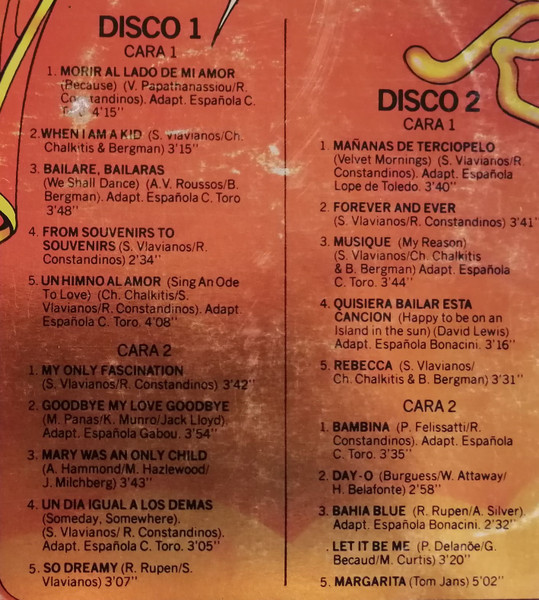 DISCO 1
CARA 1
1. MORIR AL LADO DE MI AMOR
(Because) (V. Papathanassiou/R.
Constandinos). Adapt. Española C.
4'15"
2. WHEN I AM A KID (S. Vlavianos/Ch.
Chalkitis & Bergman) 3'15"
3. BAILARE, BAILARAS
(We Shall Dance) (A.V. Roussos/B.
Bergman). Adapt. Española C. Toro
3'48"
4. FROM SOUVENIRS TO
SOUVENIRS (S. Vlavianos/R.
Constandinos) 2'34"
5. UN HIMNO AL AMOR (Sing An Ode
To Love) (Ch. Chalkitis/S.
Vlavianos/R. Constandinos). Adapt.
Española C. Toro. 4'08"
CARA 2
1. MY ONLY FASCINATION
(S. Vlavianos/R. Constandinos) 3'42"
2. GOODBYE MY LOVE GOODBYE
(M. Panas/K. Munro/Jack Lloyd)
Adapt. Española Gabou. 3'54"
3. MARY WAS AN ONLY CHILD
(A. Hammond/M. Hazlewood/
J. Milchberg) 3'43"
4. UN DIA IGUAL A LOS DEMAS
(Someday, Somewhere).
(S. Vlavianos/ R. Constandinos).
Adapt. Española C. Toro. 3'05"
5. SO DREAMY (R. Rupen/S.
Vlavianos) 3'07"
DISCO 2
CARA 1
1. MAÑANAS DE TERCIOPELO
(Velvet Mornings) (S. Vlavianos/R.
Constandinos). Adapt. Española
Lope de Toledo. 3'40"
2. FOREVER AND EVER
(S. Vlavianos/R. Constandinos) 3'41"
3. MUSIQUE (My Reason)
(S. Vlavianos/Ch. Chalkitis
& B. Bergman) Adapt. Española
C. Toro. 3'44"
4. QUISIERA BAILAR ESTA
CANCION (Happy to be on an
Island in the sun) (David Lewis)
Adapt. Española Bonacini. 3'16"
5. REBECCA (S. Vlavianos/
Ch. Chalkitis & B. Bergman) 3'31"
CARA 2
1. BAMBINA (P. Felissatti/R.
Constandinos). Adapt. Española
C. Toro. 3'35"
2. DAY-O (Burguess/W. Attaway/
H. Belafonte) 2'58"
3. BAHIA BLUE (R. Rupen/A. Silver).
Adapt. Española Bonacini. 2'32"
. LET IT BE ME (P. Delanöe/G.
Becaud/M. Curtis) 3'20"
5. MARGARITA (Tom Jans) 5'02"